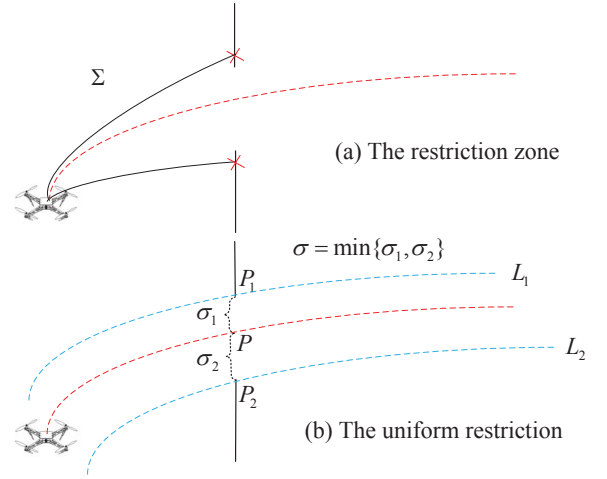 Σ
(a) The restriction zone
σ = min{σ₁, σ₂}
P₁
L₁
σ₁
P
L₂
σ₂
P₂
(b) The uniform restriction